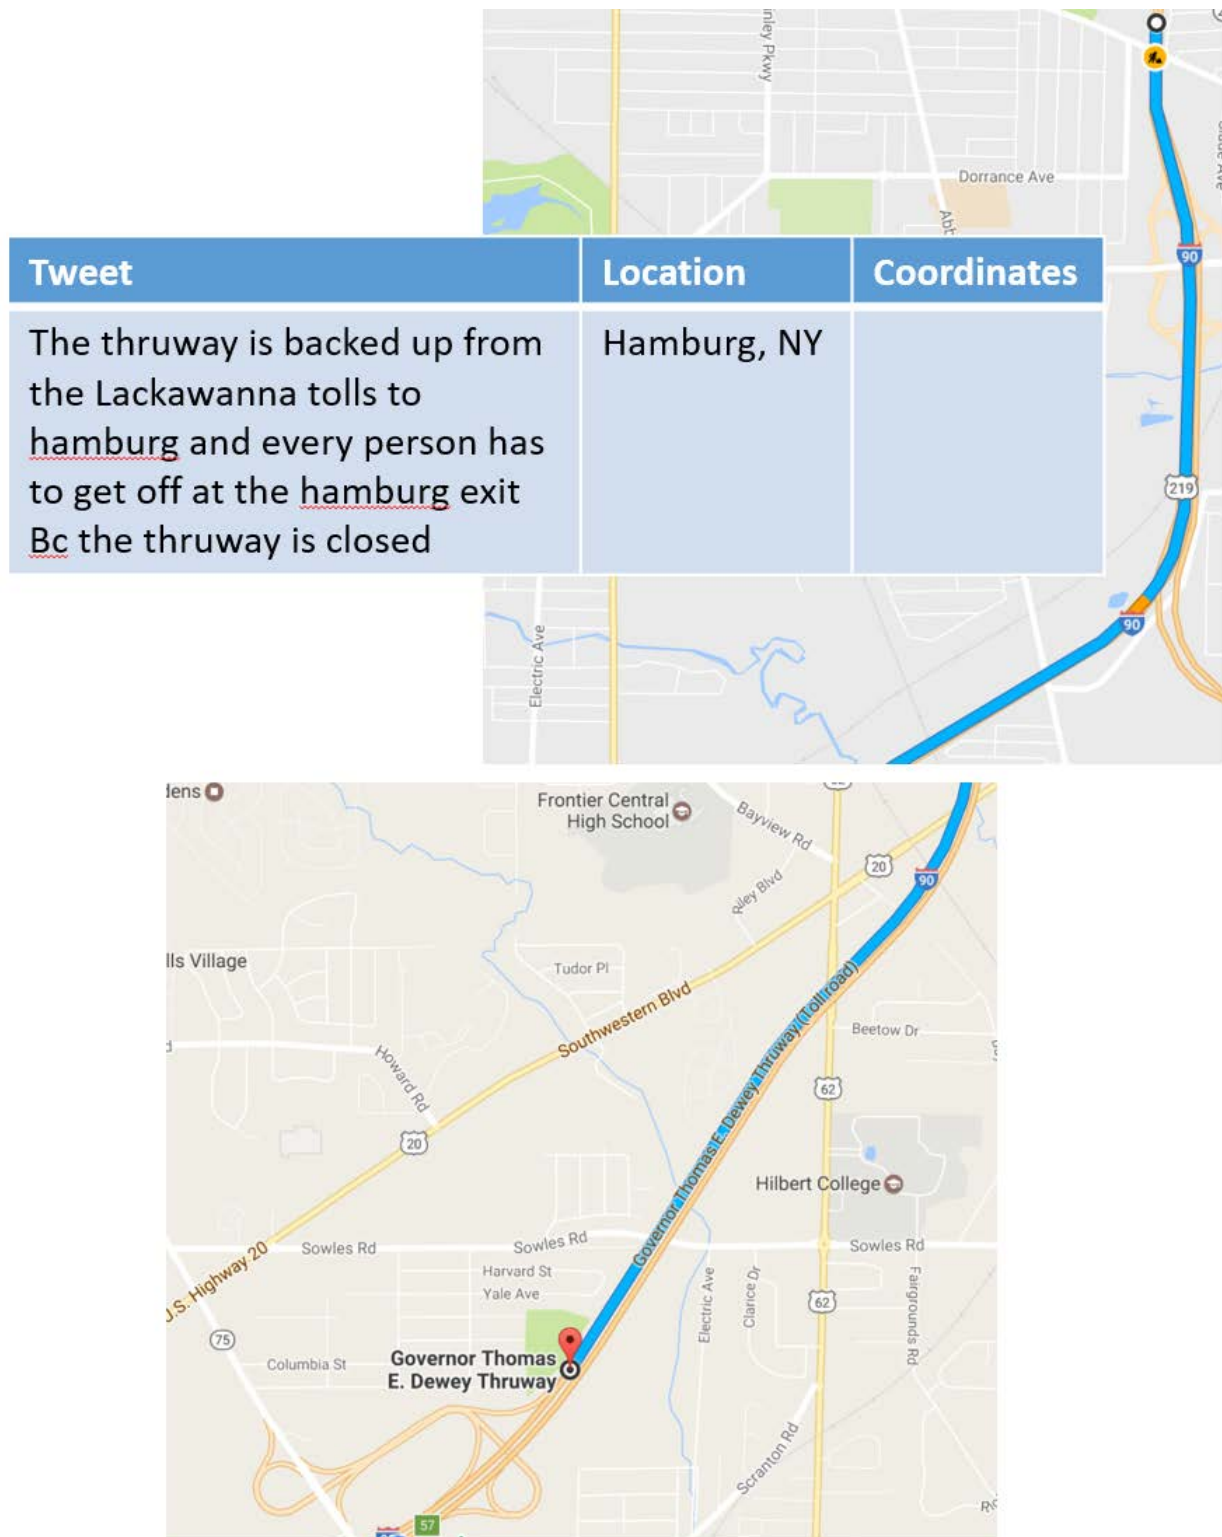 inley Pkwy
90
Dorrance Ave
Abb
Tweet
Location
Coordinates
The thruway is backed up from
the Lackawanna tolls to
hamburg and every person has
to get off at the hamburg exit
Bc the thruway is closed
Hamburg, NY
219
90
Electric Ave
dens
Frontier Central
High School
Bayview Rd
20
90
Riley Blvd
lls Village
Tudor Pl
Southwestern Blvd
Governor Thomas E. Dewey Thruway (Toll road)
Beetow Dr
Howard Rd
62
20
Hilbert College
Sowles Rd
Sowles Rd
Sowles Rd
U.S. Highway 20
Harvard St
Yale Ave
Electric Ave
Clarice Dr
Fairgrounds Rd
62
75
Columbia St
Governor Thomas
E. Dewey Thruway
Scranton Rd
57